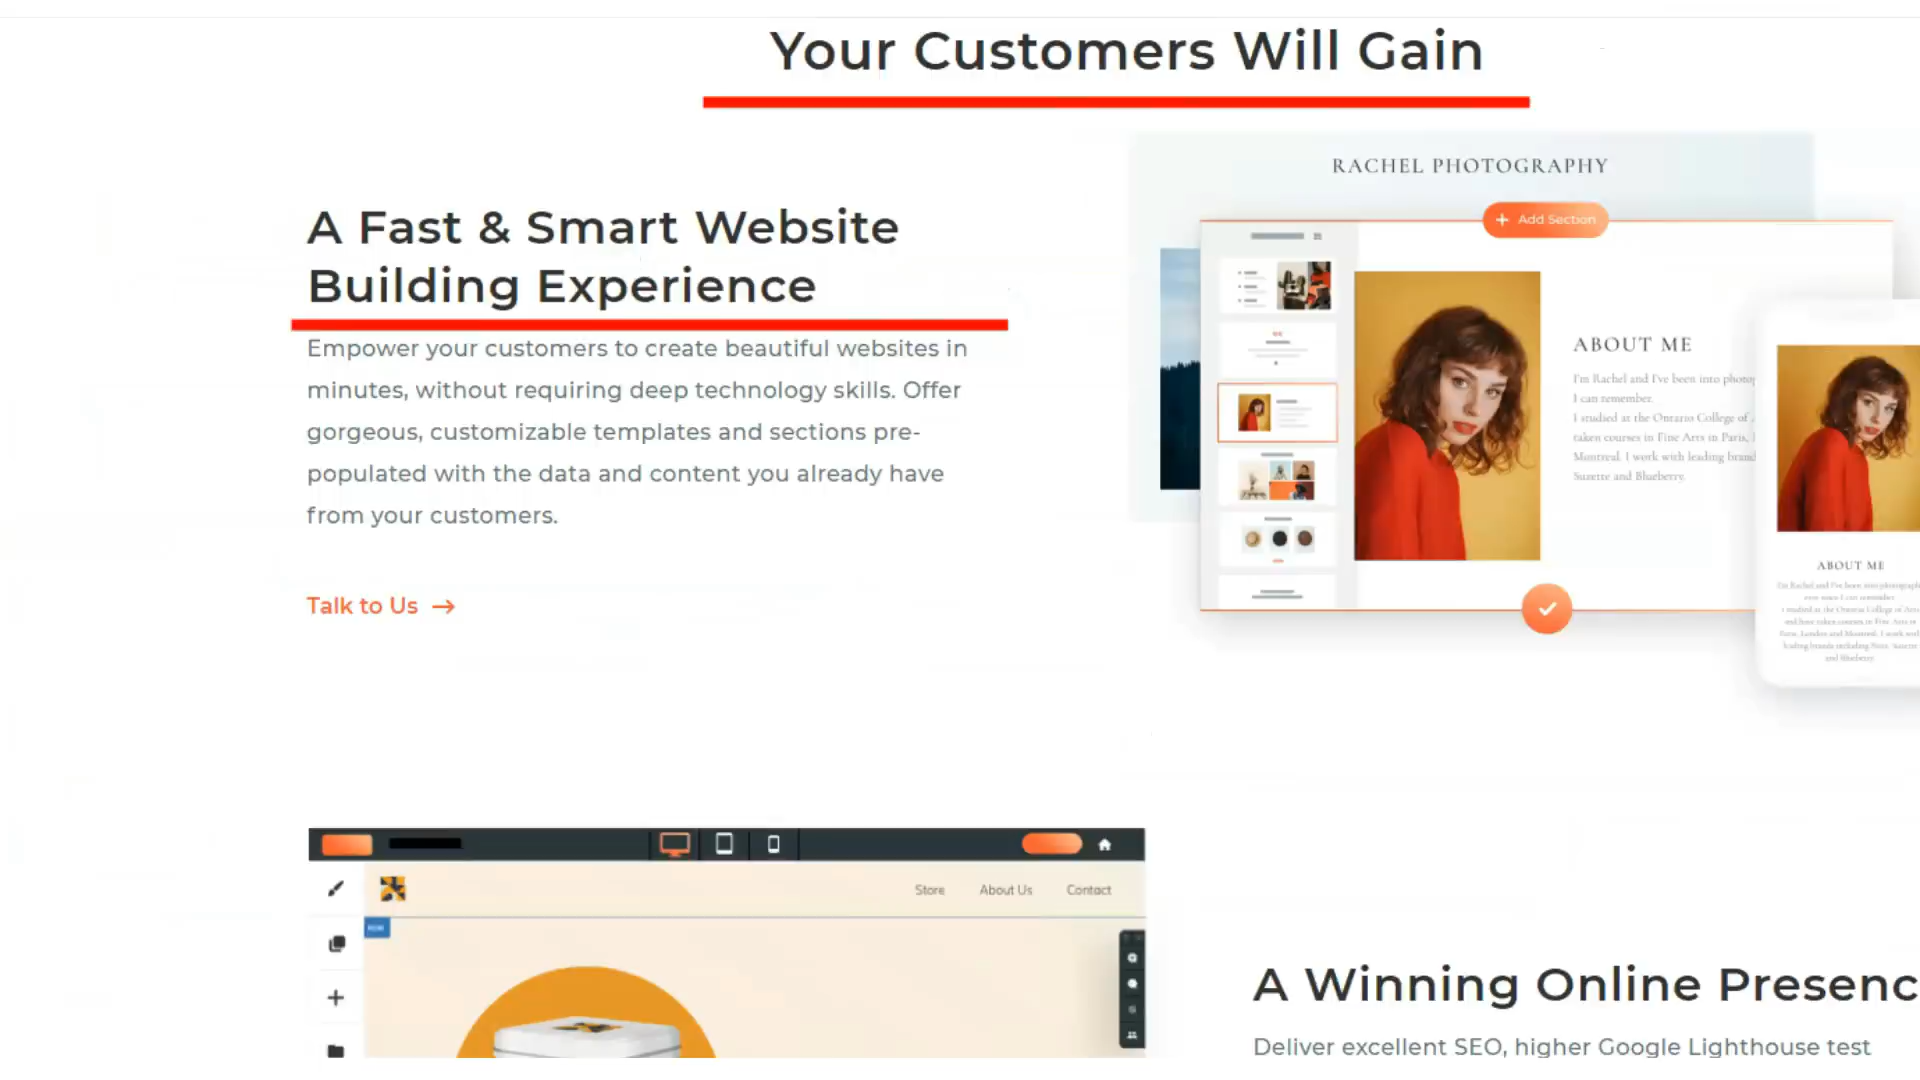 Your Customers Will Gain
RACHEL PHOTOGRAPHY
+ Add Section
A Fast & Smart Website
Building Experience
Empower your customers to create beautiful websites in
minutes, without requiring deep technology skills. Offer
gorgeous, customizable templates and sections pre-
populated with the data and content you already have
from your customers.
Talk to Us →
ABOUT ME
I'm Rachel and I've been into photog
I can remember.
I studied at the Ontario College of
taken courses in Fine Arts in Paris,
Montreal. I work with leading brand
Suzette and Blueberry.
ABOUT ME
Store About Us Contact
A Winning Online Presenc
Deliver excellent SEO, higher Google Lighthouse test